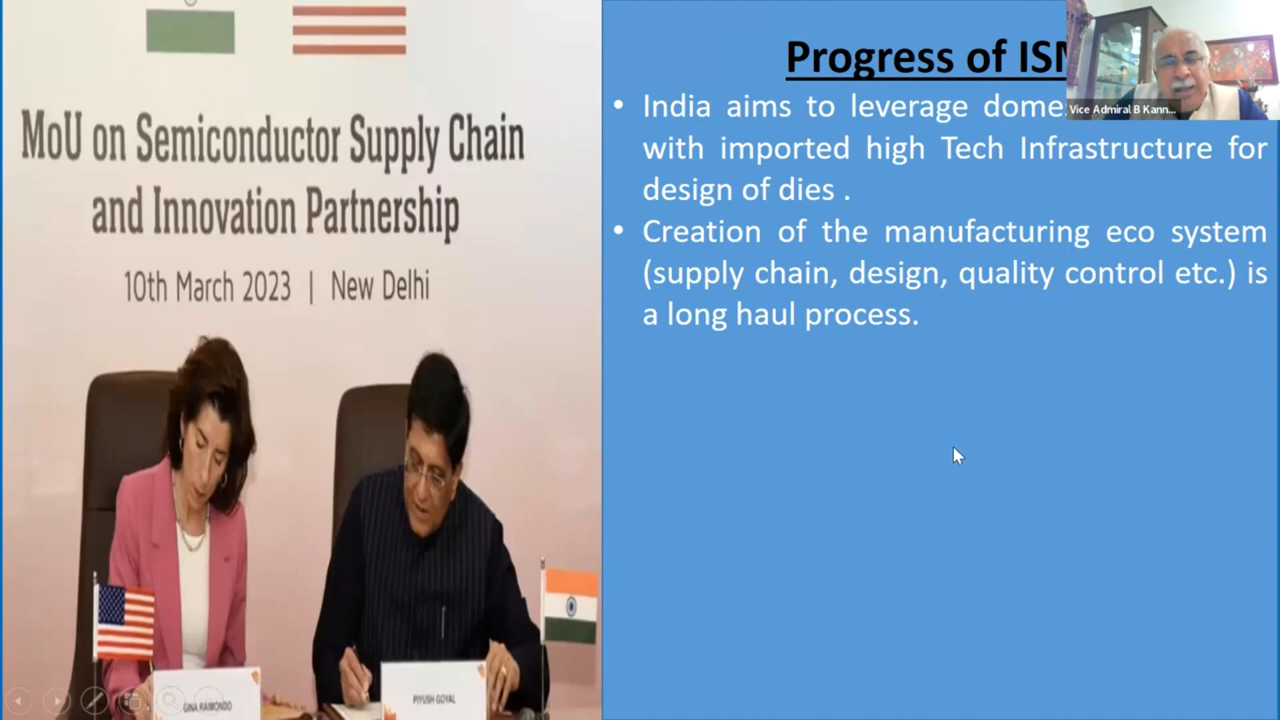 MoU on Semiconductor Supply Chain
and Innovation Partnership
10th March 2023 | New Delhi
GINA RAIMONDO
PIYUSH GOYAL
Progress of IS
• India aims to leverage dome
with imported high Tech Infrastructure for
design of dies .
• Creation of the manufacturing eco system
(supply chain, design, quality control etc.) is
a long haul process.
Vice Admiral B Kann...